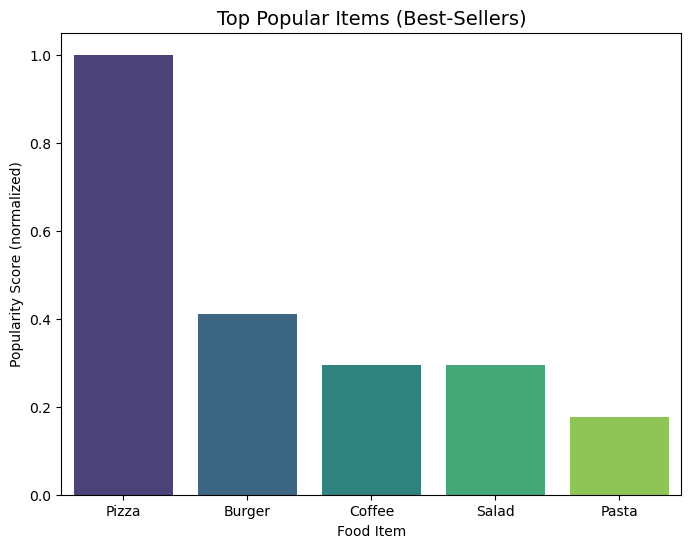 Top Popular Items (Best-Sellers)
Popularity Score (normalized)
1.0
0.8
0.6
0.4
0.2
0.0
Pizza Burger Coffee Salad Pasta
Food Item